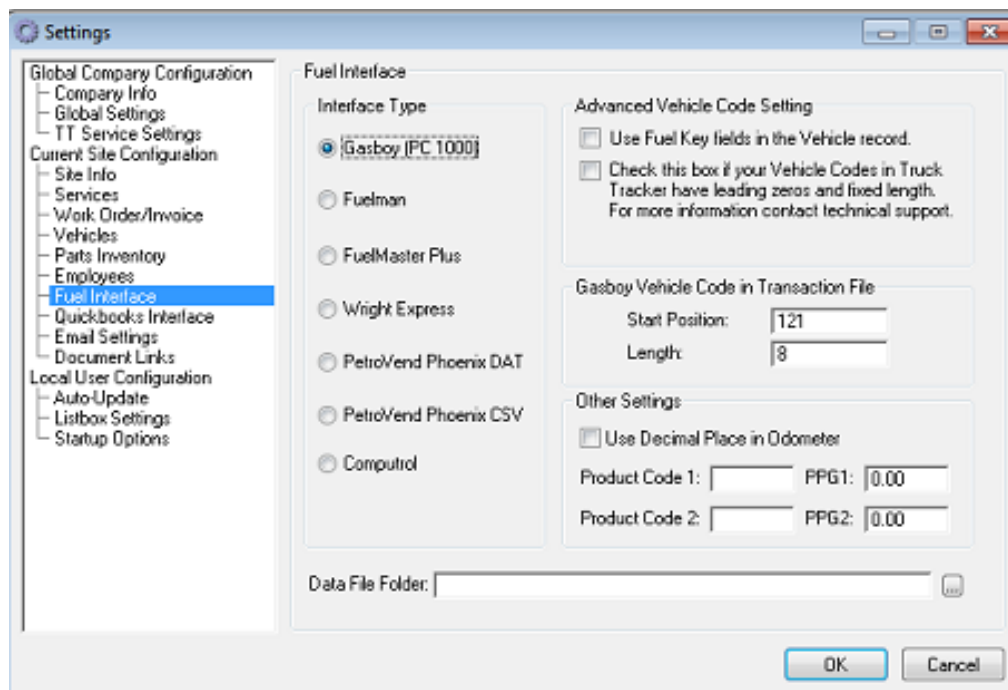 Settings
Global Company Configuration
Company Info
Global Settings
TT Service Settings
Current Site Configuration
Site Info
Services
Work Order/Invoice
Vehicles
Parts Inventory
Employees
Fuel Interface
Quickbooks Interface
Email Settings
Document Links
Local User Configuration
Auto-Update
Listbox Settings
Startup Options
Fuel Interface
Interface Type
Gasboy (PC 1000)
Fuelman
FuelMaster Plus
Wright Express
PetroVend Phoenix DAT
PetroVend Phoenix CSV
Computrol
Advanced Vehicle Code Setting
Use Fuel Key fields in the Vehicle record.
Check this box if your Vehicle Codes in Truck
Tracker have leading zeros and fixed length.
For more information contact technical support.
Gasboy Vehicle Code in Transaction File
Start Position: 121
Length: 8
Other Settings
Use Decimal Place in Odometer
Product Code 1: PPG1: 0.00
Product Code 2: PPG2: 0.00
Data File Folder: ...
OK Cancel